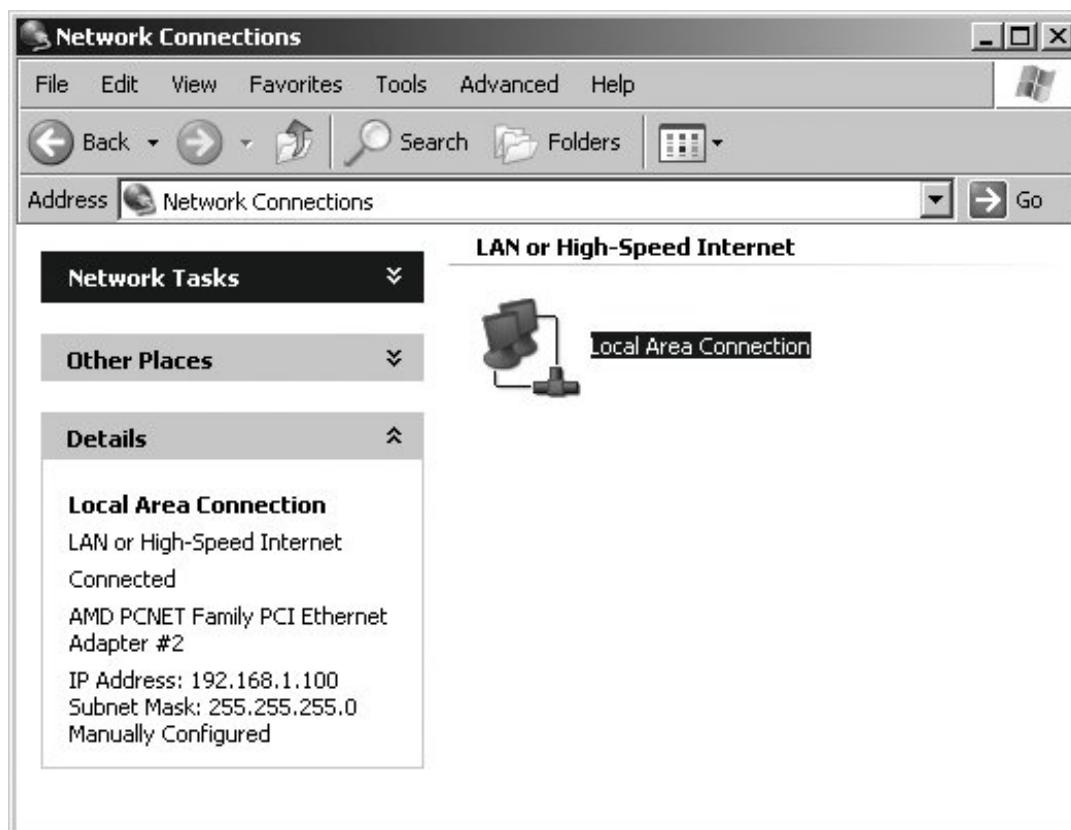 Network Connections
File Edit View Favorites Tools Advanced Help
Back Search Folders
Address Network Connections Go
Network Tasks
Other Places
Details
Local Area Connection
LAN or High-Speed Internet
Connected
AMD PCNET Family PCI Ethernet
Adapter #2
IP Address: 192.168.1.100
Subnet Mask: 255.255.255.0
Manually Configured
LAN or High-Speed Internet
Local Area Connection